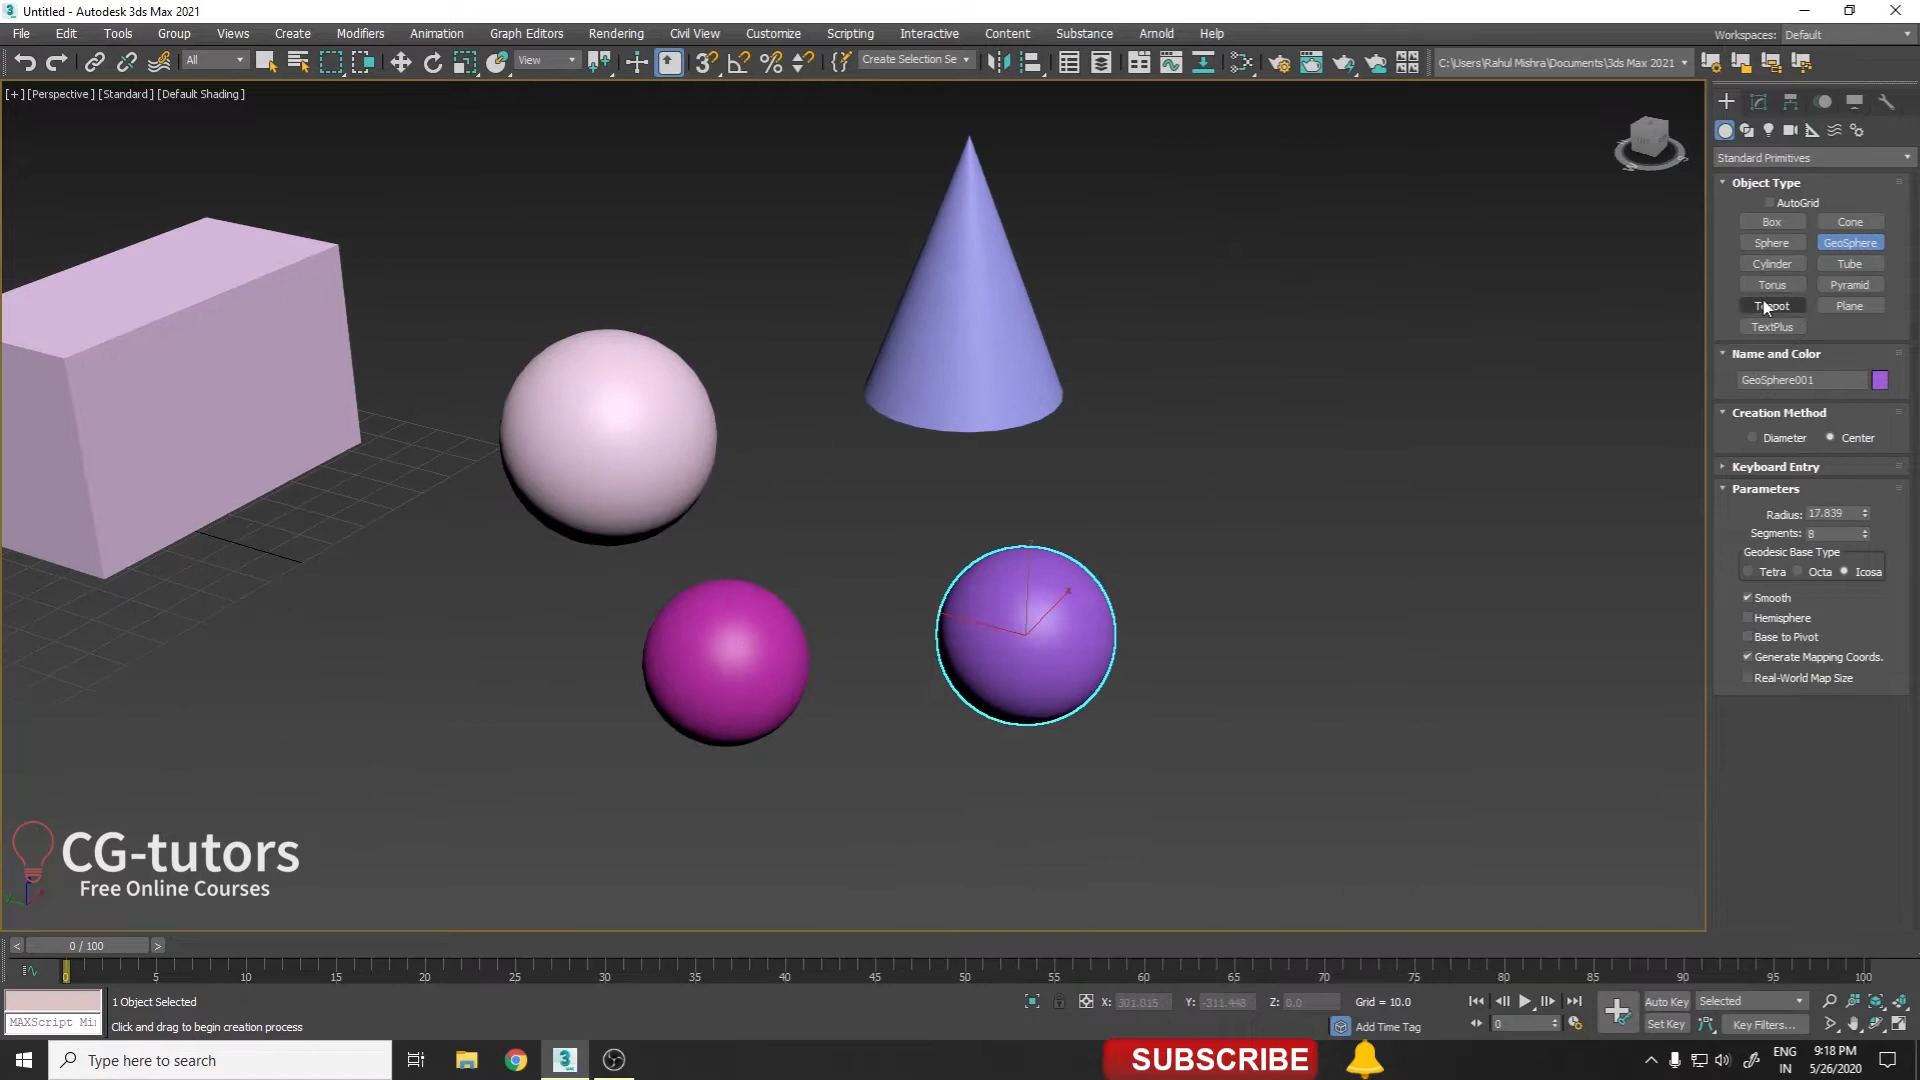 Untitled - Autodesk 3ds Max 2021
File Edit Tools Group Views Create Modifiers Animation Graph Editors Rendering Civil View Customize Scripting Interactive Content Substance Arnold Help
Workspaces: Default
All View Create Selection Se C:\Users\Rahul Mishra\Documents\3ds Max 2021
[+] [Perspective] [Standard] [Default Shading]
Standard Primitives
Object Type
AutoGrid
Box Cone
Sphere GeoSphere
Cylinder Tube
Torus Pyramid
Plane
TextPlus
Name and Color
GeoSphere001
Creation Method
Diameter Center
Keyboard Entry
Parameters
Radius: 17.839
Segments: 8
Geodesic Base Type
Tetra Octa Icosa
Smooth
Hemisphere
Base to Pivot
Generate Mapping Coords.
Real-World Map Size
CG-tutors
Free Online Courses
< 0 / 100 >
0 5 10 15 20 25 30 35 40 45 50 55 60 65 70 75 80 85 90 95 100
1 Object Selected
X: 301.015 Y: -311.448 Z: 0.0 Grid = 10.0
Auto Key Selected
MAXScript Mi
Click and drag to begin creation process
Add Time Tag
0
Set Key Key Filters...
Type here to search
SUBSCRIBE
ENG
IN
9:18 PM
5/26/2020